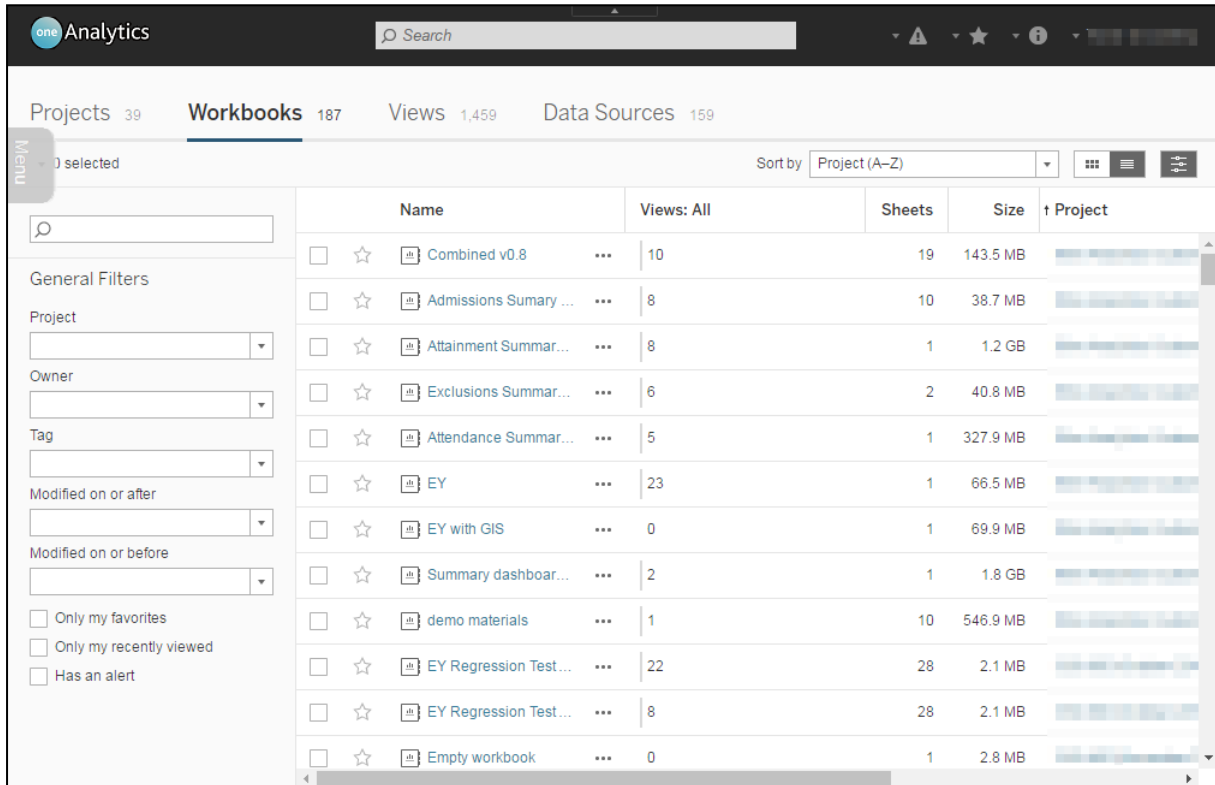 one Analytics
Search
Projects 39 Workbooks 187 Views 1,459 Data Sources 159
Menu
0 selected
Sort by Project (A–Z)
General Filters
Project
Owner
Tag
Modified on or after
Modified on or before
Only my favorites
Only my recently viewed
Has an alert
Name Views: All Sheets Size ↑ Project
Combined v0.8 ••• 10 19 143.5 MB
Admissions Sumary ... ••• 8 10 38.7 MB
Attainment Summar... ••• 8 1 1.2 GB
Exclusions Summar... ••• 6 2 40.8 MB
Attendance Summar... ••• 5 1 327.9 MB
EY ••• 23 1 66.5 MB
EY with GIS ••• 0 1 69.9 MB
Summary dashboar... ••• 2 1 1.8 GB
demo materials ••• 1 10 546.9 MB
EY Regression Test... ••• 22 28 2.1 MB
EY Regression Test... ••• 8 28 2.1 MB
Empty workbook ••• 0 1 2.8 MB